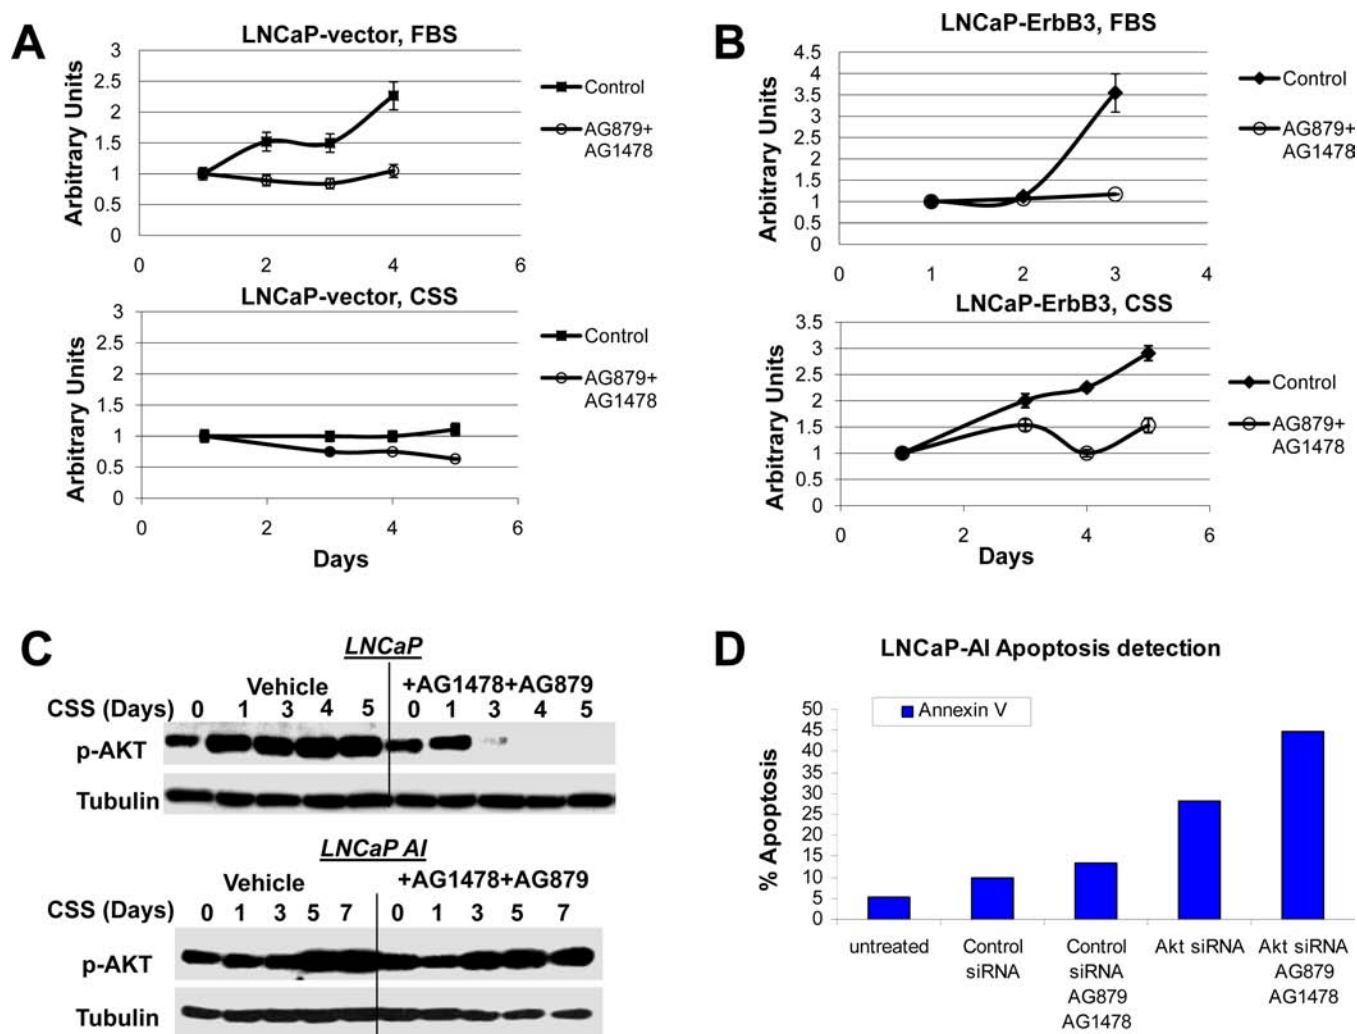 A
LNCaP-vector, FBS
Arbitrary Units
3
2.5
2
1.5
1
0.5
0
0 2 4 6
Control
AG879+
AG1478
LNCaP-vector, CSS
Arbitrary Units
3
2.5
2
1.5
1
0.5
0
0 2 4 6
Days
Control
AG879+
AG1478
B
LNCaP-ErbB3, FBS
Arbitrary Units
4.5
4
3.5
3
2.5
2
1.5
1
0.5
0
0 1 2 3 4
Control
AG879+
AG1478
LNCaP-ErbB3, CSS
Arbitrary Units
3.5
3
2.5
2
1.5
1
0.5
0
0 2 4 6
Days
Control
AG879+
AG1478
C
LNCaP
Vehicle +AG1478+AG879
CSS (Days) 0 1 3 4 5 0 1 3 4 5
p-AKT
Tubulin
LNCaP AI
Vehicle +AG1478+AG879
CSS (Days) 0 1 3 5 7 0 1 3 5 7
p-AKT
Tubulin
D
LNCaP-AI Apoptosis detection
Annexin V
% Apoptosis
50
45
40
35
30
25
20
15
10
5
0
untreated
Control
siRNA
Control
siRNA
AG879
AG1478
Akt siRNA
Akt siRNA
AG879
AG1478